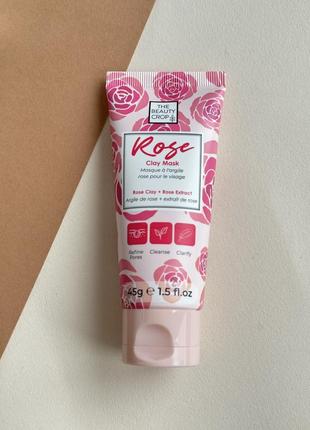 THE
BEAUTY
CROP
Rose
Clay Mask
Masque à l'argile
rose pour le visage
Rose Clay + Rose Extract
Argile de rose + extrait de rose
Refine
Pores
Cleanse
Clarify
45g e 1.5 fl.oz